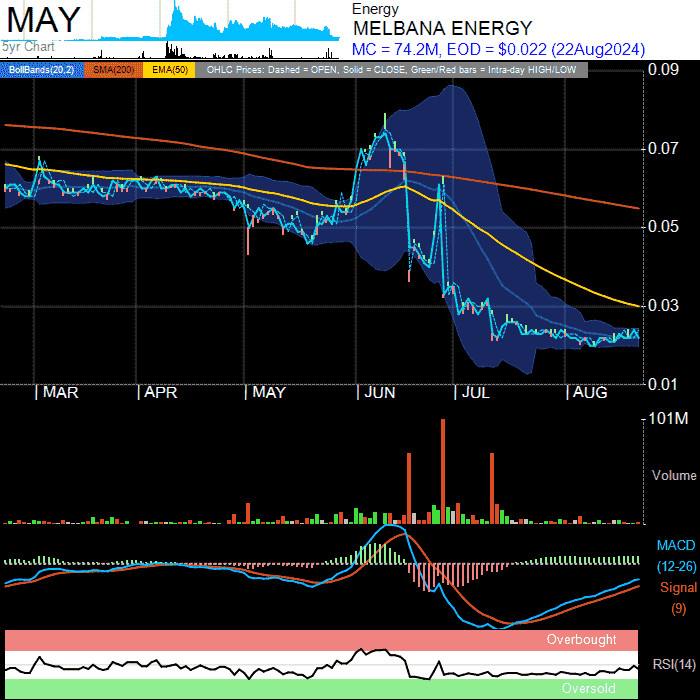 MAY
5yr Chart
Energy
MELBANA ENERGY
MC = 74.2M, EOD = $0.022 (22Aug2024)
BollBands(20,2) SMA(200) EMA(50) OHLC Prices: Dashed = OPEN, Solid = CLOSE, Green/Red bars = Intra-day HIGH/LOW
0.09
0.07
0.05
0.03
0.01
| MAR | APR | MAY | JUN | JUL | AUG
101M
Volume
MACD
(12-26)
Signal
(9)
Overbought
RSI(14)
Oversold